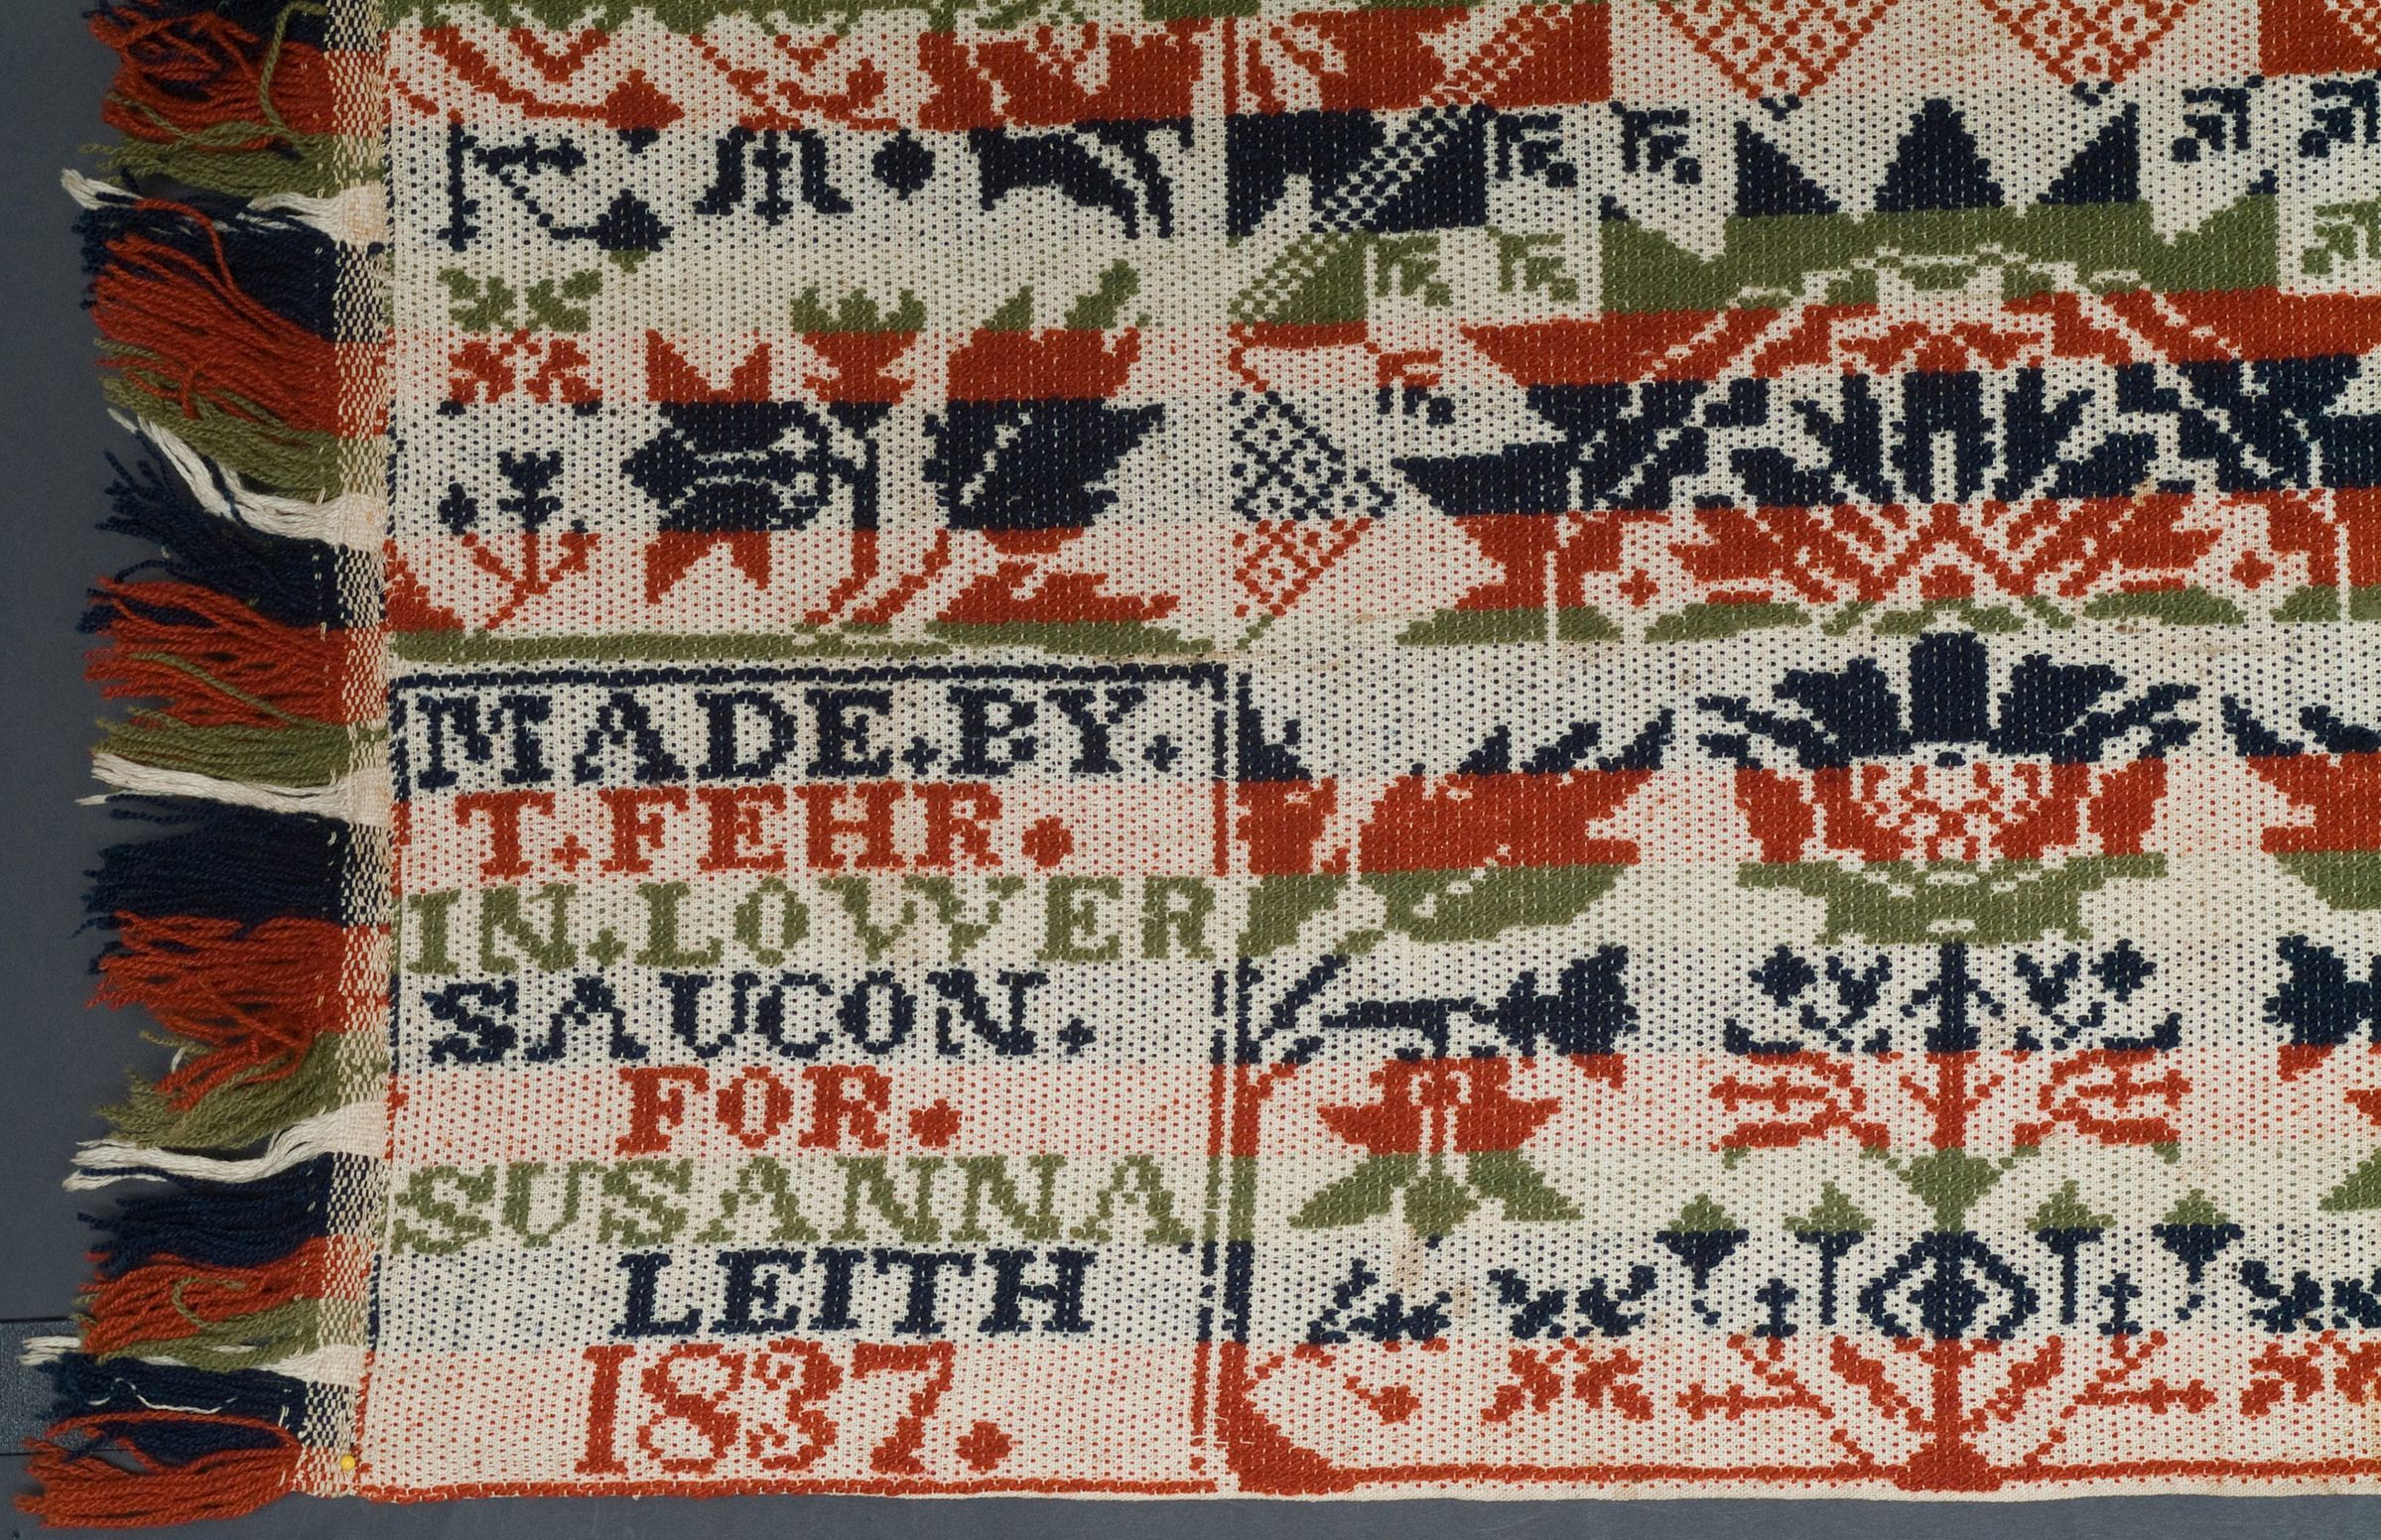 MADE.BY.
T.FEHR.
IN.LOVVER
SAUCON.
FOR.
SUSANNA
LEITH
1837.